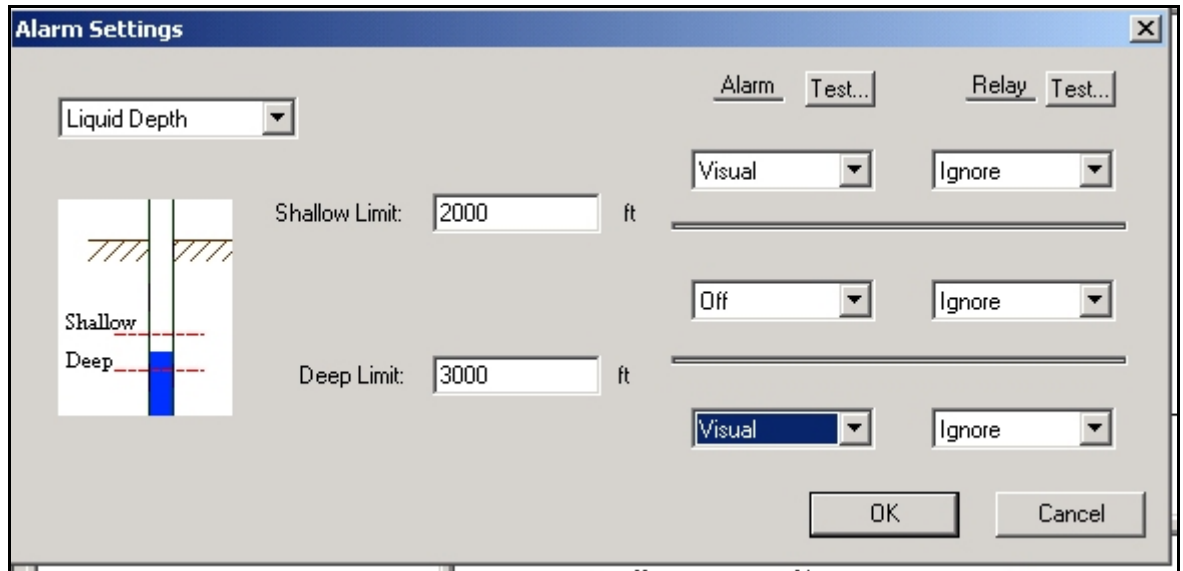 Alarm Settings
Alarm Test... Relay Test...
Liquid Depth
Visual Ignore
Shallow Limit: 2000 ft
Off Ignore
Shallow
Deep
Deep Limit: 3000 ft
Visual Ignore
OK Cancel